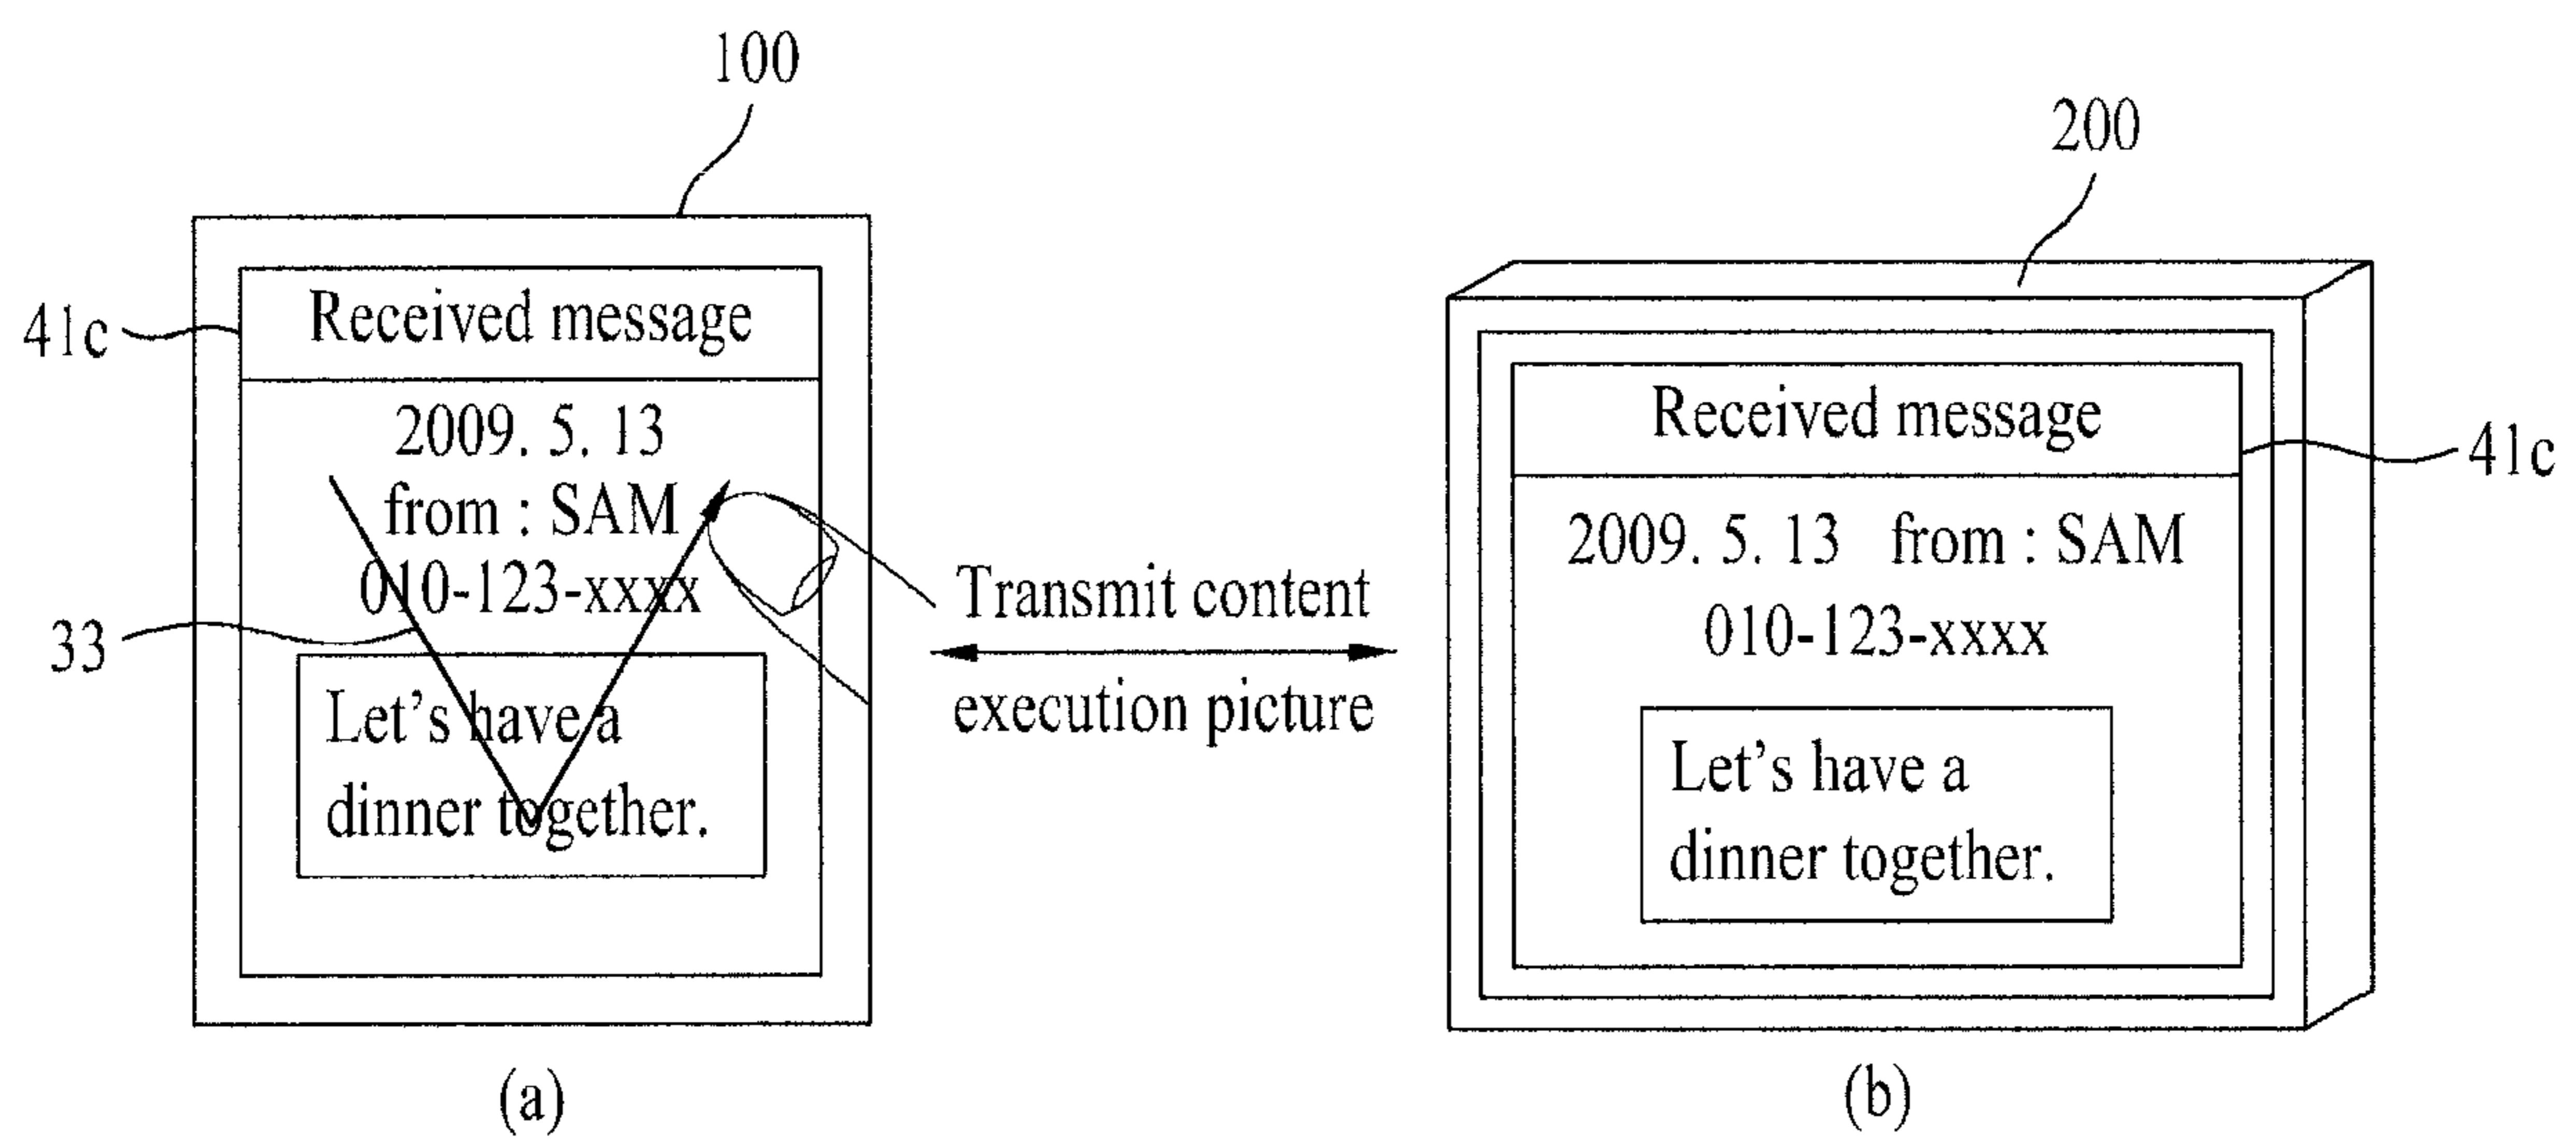 100
200
41c
Received message
2009. 5. 13
from : SAM
010-123-xxxx
33
Let's have a
dinner together.
(a)
Transmit content
execution picture
Received message
41c
2009. 5. 13 from : SAM
010-123-xxxx
Let's have a
dinner together.
(b)